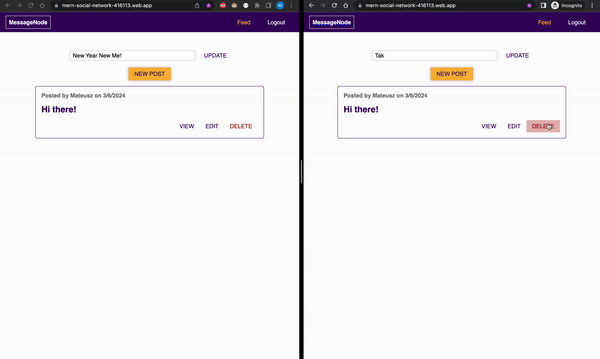 mern-social-network-416113.web.app
MessageNode
Feed
Logout
New Year New Me!
UPDATE
NEW POST
Posted by Mateusz on 3/6/2024
Hi there!
VIEW
EDIT
DELETE
mern-social-network-416113.web.app
Incognito
MessageNode
Feed
Logout
Tak
UPDATE
NEW POST
Posted by Mateusz on 3/6/2024
Hi there!
VIEW
EDIT
DELETE